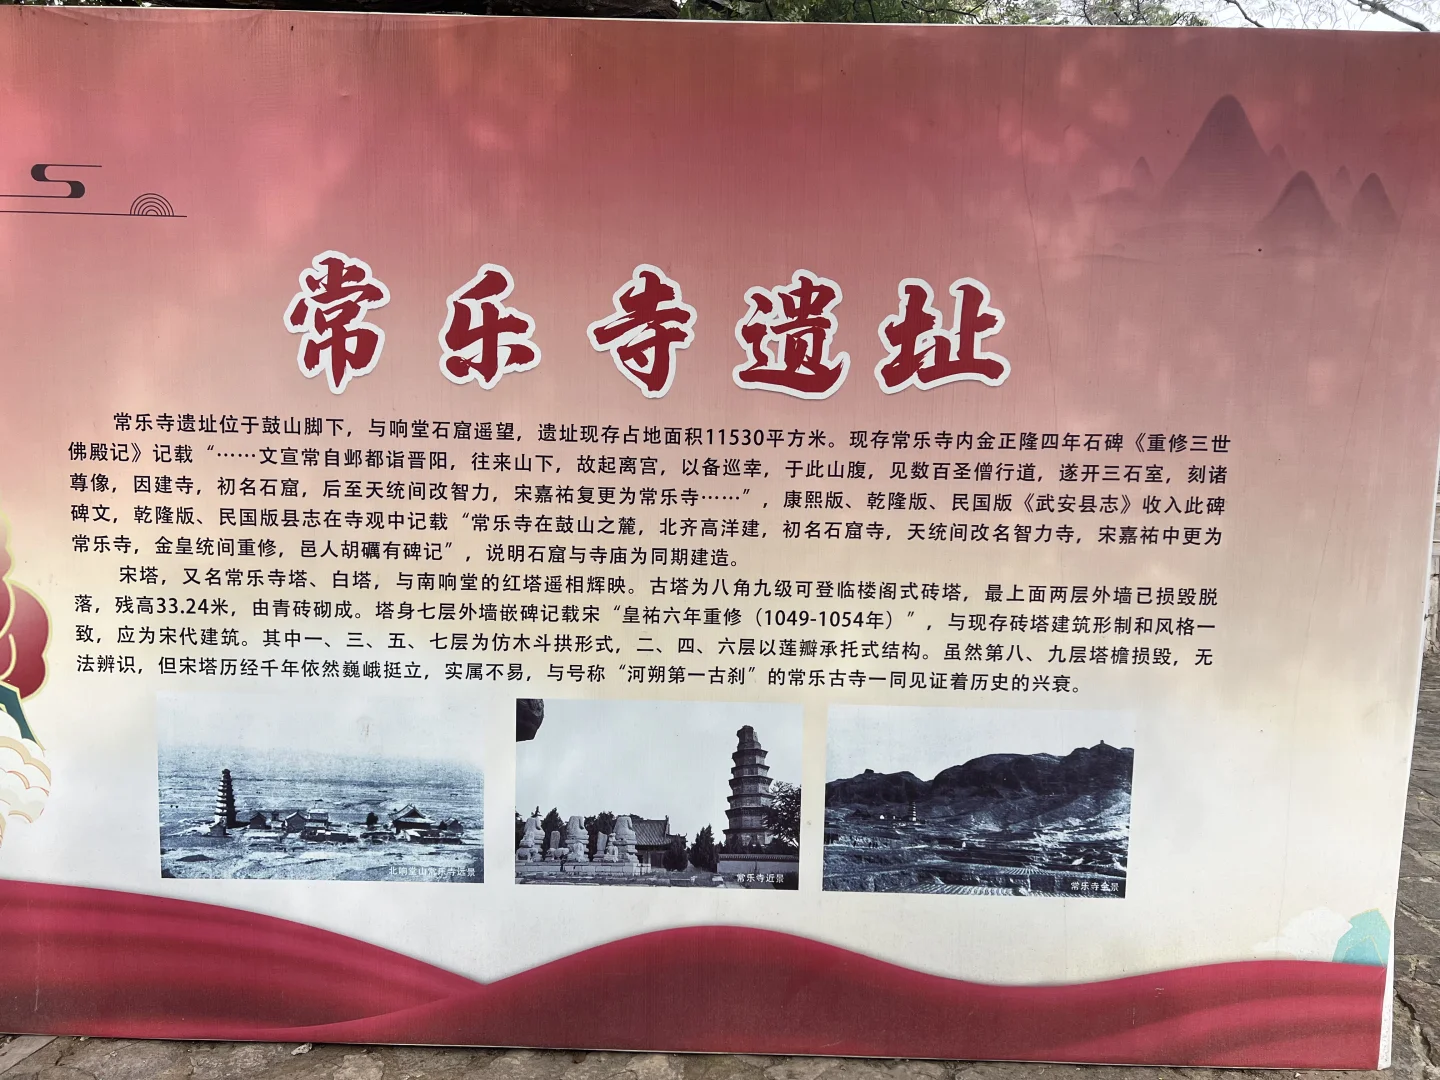 常乐寺遗址
常乐寺遗址位于鼓山脚下，与响堂石窟遥望，遗址现存占地面积11530平方米。现存常乐寺内金正隆四年石碑《重修三世
佛殿记》记载“……文宣常自邺都诣晋阳，往来山下，故起离宫，以备巡幸，于此山腹，见数百圣僧行道，遂开三石室，刻诸
尊像，因建寺，初名石窟，后至天统间改智力，宋嘉祐复更为常乐寺……”，康熙版、乾隆版、民国版《武安县志》收入此碑
碑文，乾隆版、民国版县志在寺观中记载“常乐寺在鼓山之麓，北齐高洋建，初名石窟寺，天统间改名智力寺，宋嘉祐中更为
常乐寺，金皇统间重修，邑人胡礪有碑记”，说明石窟与寺庙为同期建造。
宋塔，又名常乐寺塔、白塔，与南响堂的红塔遥相辉映。古塔为八角九级可登临楼阁式砖塔，最上面两层外墙已损毁脱
落，残高33.24米，由青砖砌成。塔身七层外墙嵌碑记载宋“皇祐六年重修（1049-1054年）”，与现存砖塔建筑形制和风格一
致，应为宋代建筑。其中一、三、五、七层为仿木斗拱形式，二、四、六层以莲瓣承托式结构。虽然第八、九层塔檐损毁，无
法辨识，但宋塔历经千年依然巍峨挺立，实属不易，与号称“河朔第一古刹”的常乐古寺一同见证着历史的兴衰。
北响堂山常乐寺远景
常乐寺近景
常乐寺全景